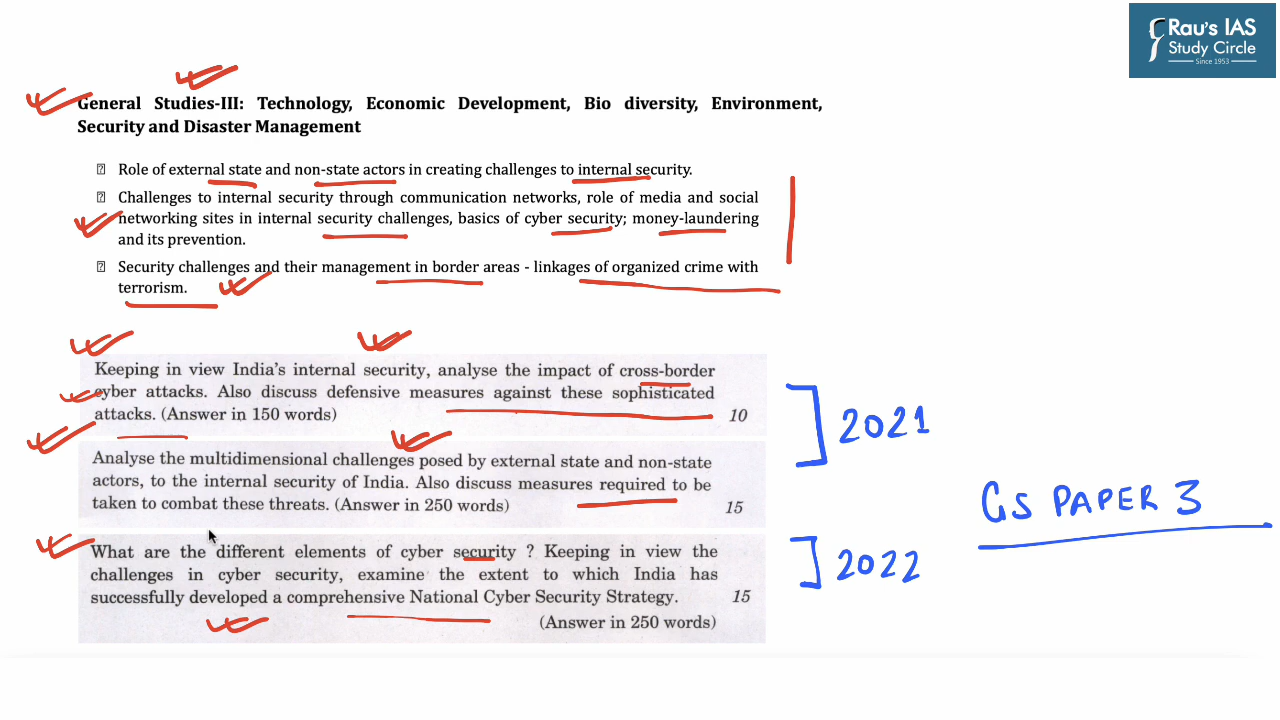 Rau's IAS
Study Circle
Since 1953
General Studies-III: Technology, Economic Development, Bio diversity, Environment,
Security and Disaster Management
Role of external state and non-state actors in creating challenges to internal security.
Challenges to internal security through communication networks, role of media and social
networking sites in internal security challenges, basics of cyber security; money-laundering
and its prevention.
Security challenges and their management in border areas - linkages of organized crime with
terrorism.
Keeping in view India's internal security, analyse the impact of cross-border
cyber attacks. Also discuss defensive measures against these sophisticated
attacks. (Answer in 150 words) 10
Analyse the multidimensional challenges posed by external state and non-state
actors, to the internal security of India. Also discuss measures required to be
taken to combat these threats. (Answer in 250 words) 15
2021
What are the different elements of cyber security ? Keeping in view the
challenges in cyber security, examine the extent to which India has
successfully developed a comprehensive National Cyber Security Strategy. 15
(Answer in 250 words)
2022
GS PAPER 3